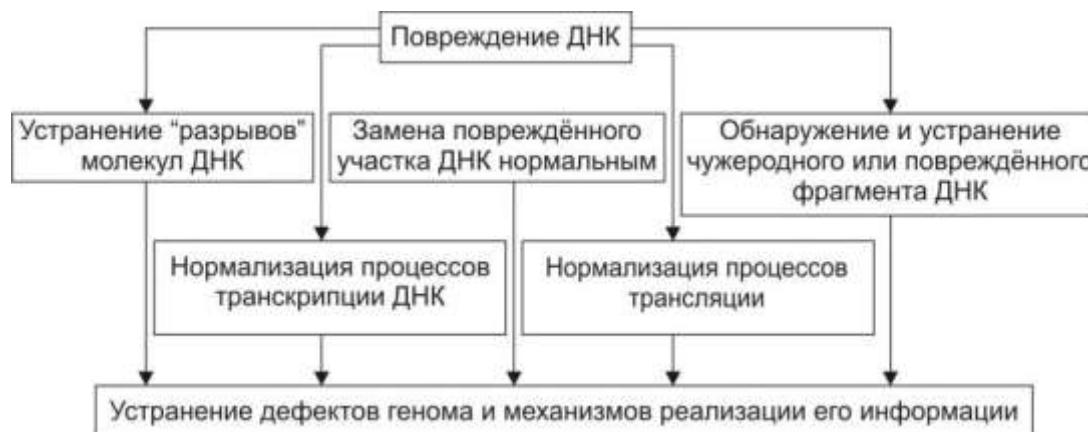 Повреждение ДНК
Устранение “разрывов”
молекул ДНК
Замена повреждённого
участка ДНК нормальным
Обнаружение и устранение
чужеродного или повреждённого
фрагмента ДНК
Нормализация процессов
транскрипции ДНК
Нормализация процессов
трансляции
Устранение дефектов генома и механизмов реализации его информации